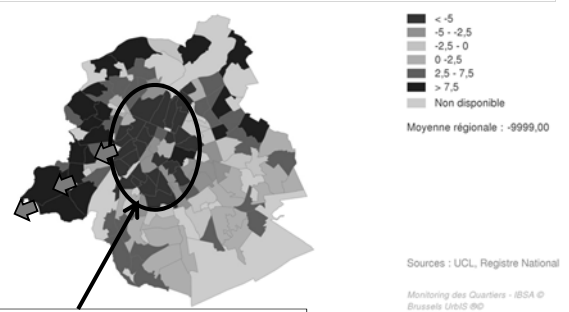 < -5
-5 - -2,5
-2,5 - 0
0 -2,5
2,5 - 7,5
> 7,5
Non disponible
Moyenne régionale : -9999,00
Sources : UCL, Registre National
Monitoring des Quartiers - IBSA ©
Brussels UrbIS ®©